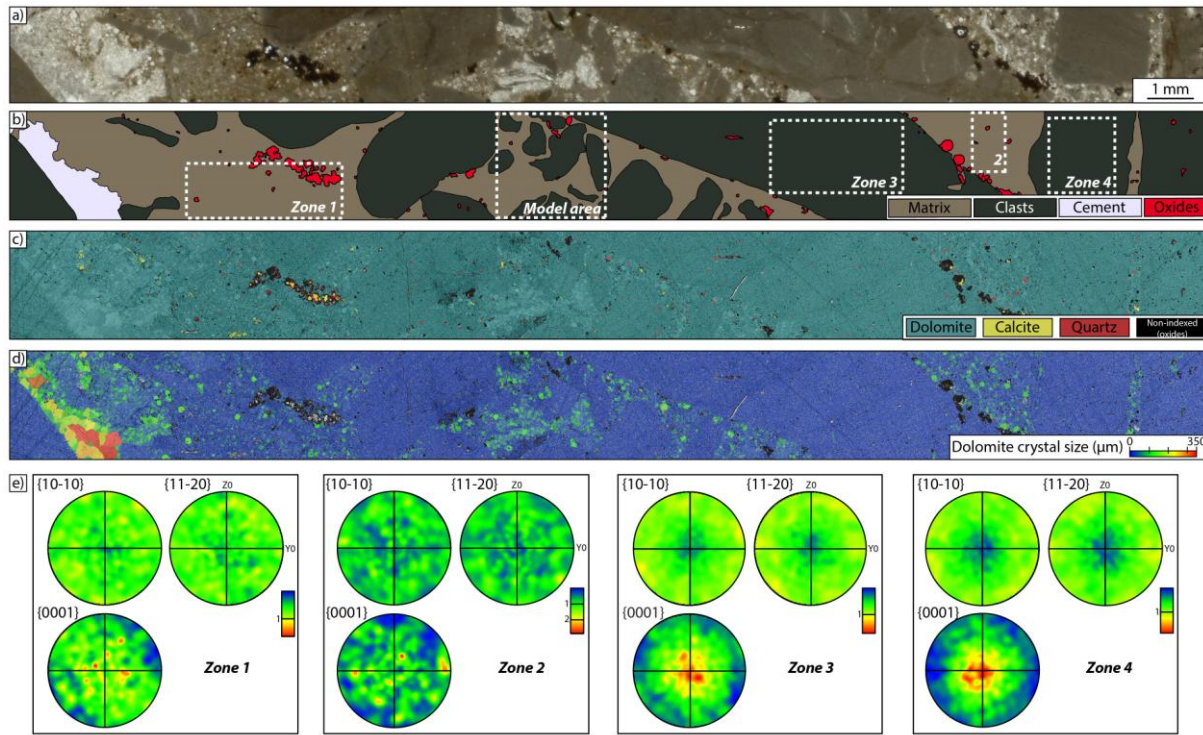 a)
1 mm
b)
Zone 1
Model area
Zone 3
2
Zone 4
Matrix
Clasts
Cement
Oxides
c)
Dolomite
Calcite
Quartz
Non-indexed
(oxides)
d)
Dolomite crystal size (μm)
0
350
e)
{10-10}
{11-20}
Z0
Y0
1
{0001}
Zone 1
{10-10}
{11-20}
Z0
Y0
1
2
{0001}
Zone 2
{10-10}
{11-20}
Z0
Y0
1
{0001}
Zone 3
{10-10}
{11-20}
Z0
Y0
1
{0001}
Zone 4